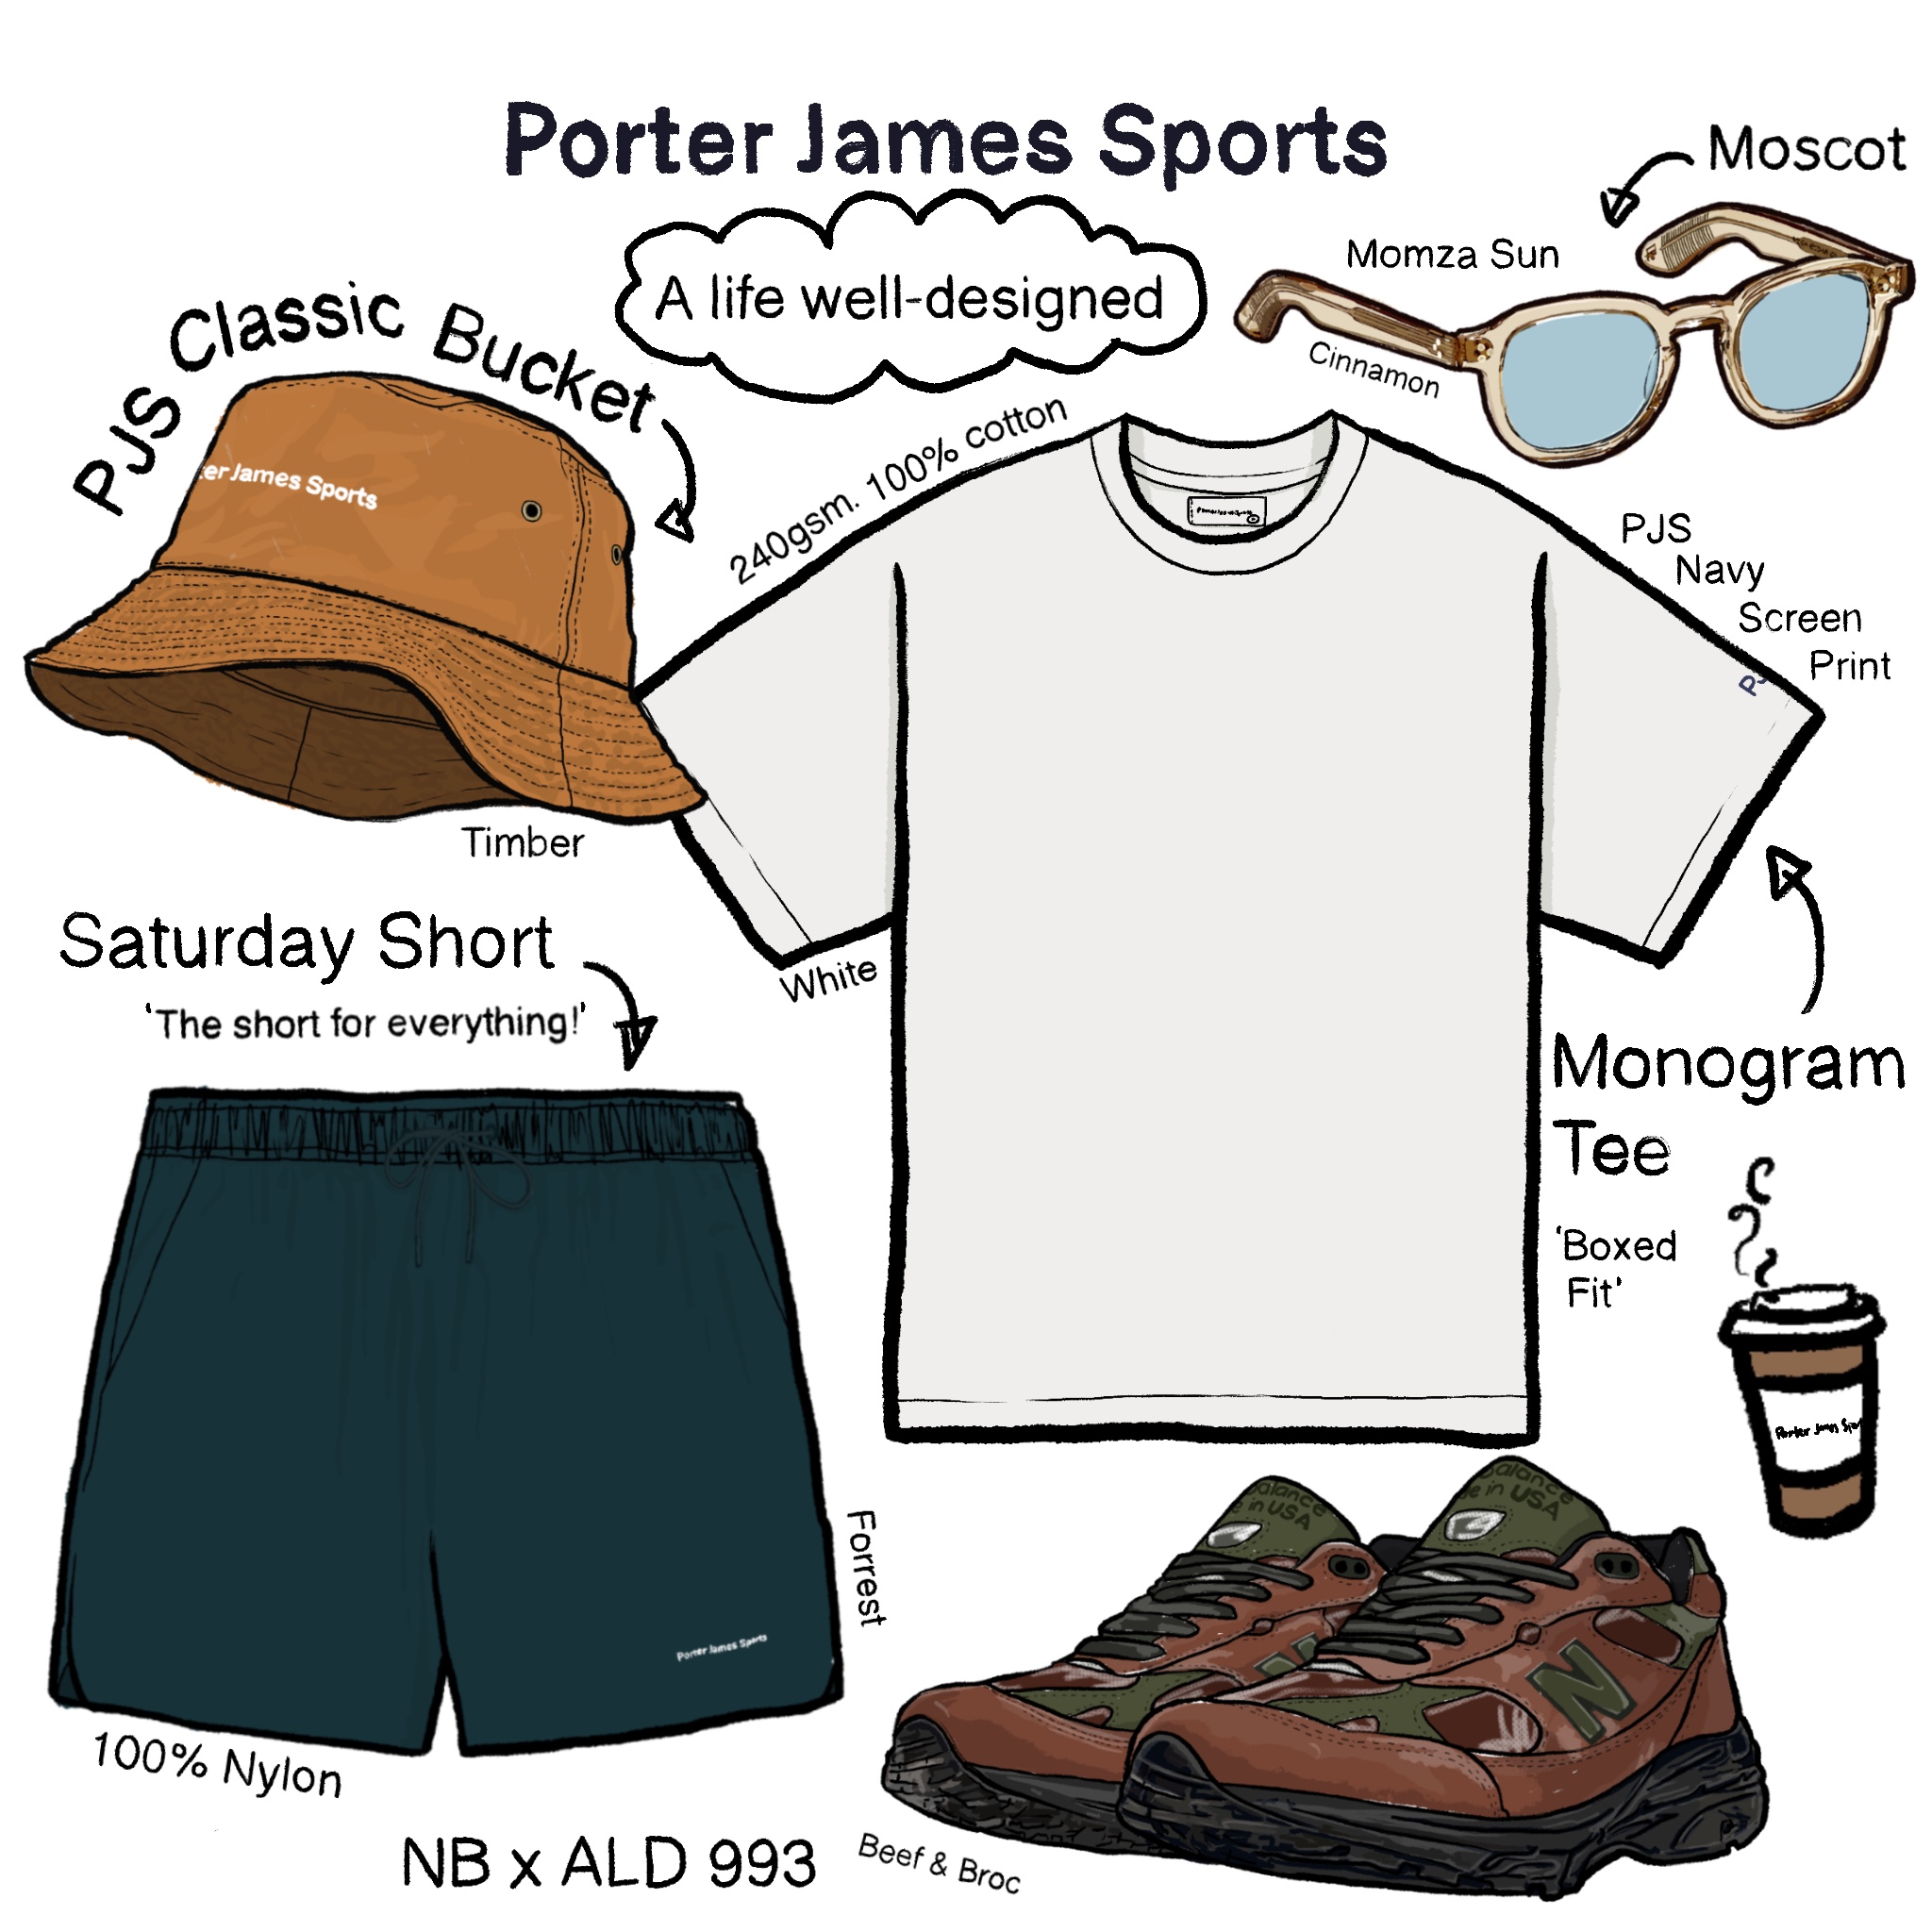 Porter James Sports
A life well-designed
Moscot
Momza Sun
Cinnamon
PJS Classic Bucket
er James Sports
Timber
240gsm. 100% cotton
PJS
Navy
Screen
Print
White
Saturday Short
'The short for everything!'
Monogram
Tee
'Boxed
Fit'
Porter James Sports
Forrest
100% Nylon
Porter James Spor
alance
in USA
alance
e in USA
N
NB x ALD 993
Beef & Broc